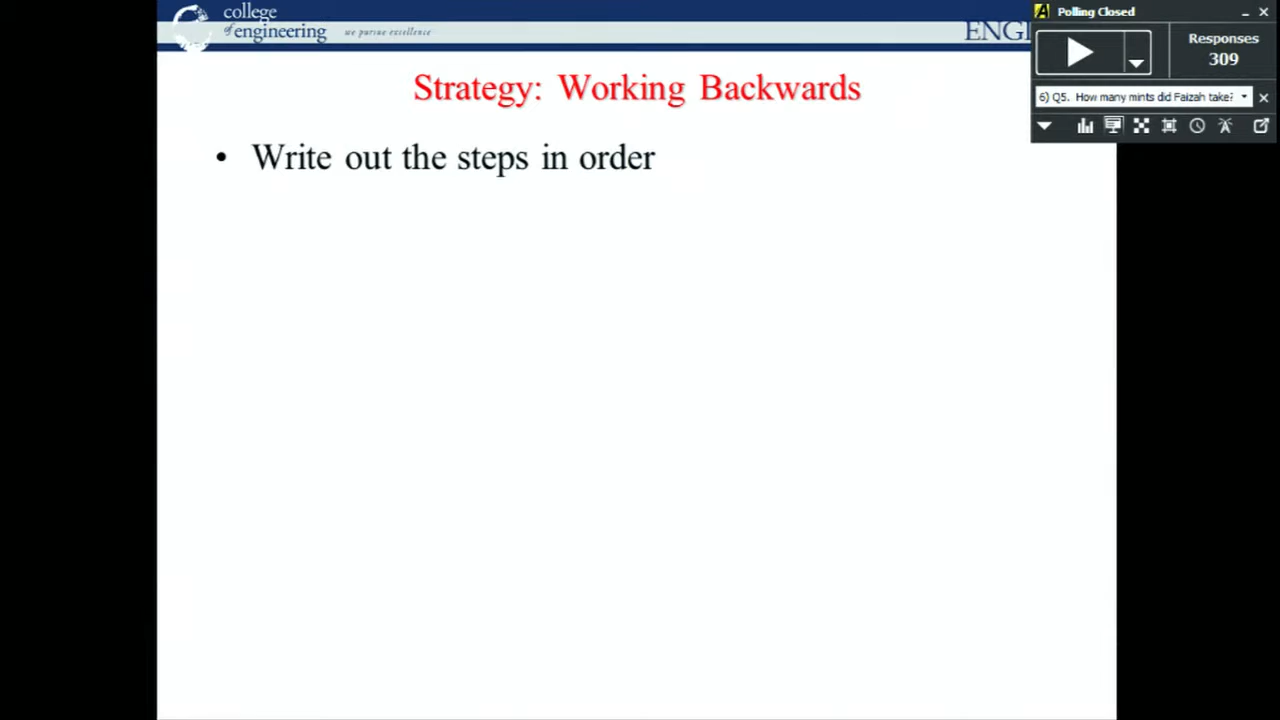 college
of engineering we pursue excellence
ENGI
Polling Closed
Responses
309
6) Q5. How many mints did Faizah take?
Strategy: Working Backwards
• Write out the steps in order